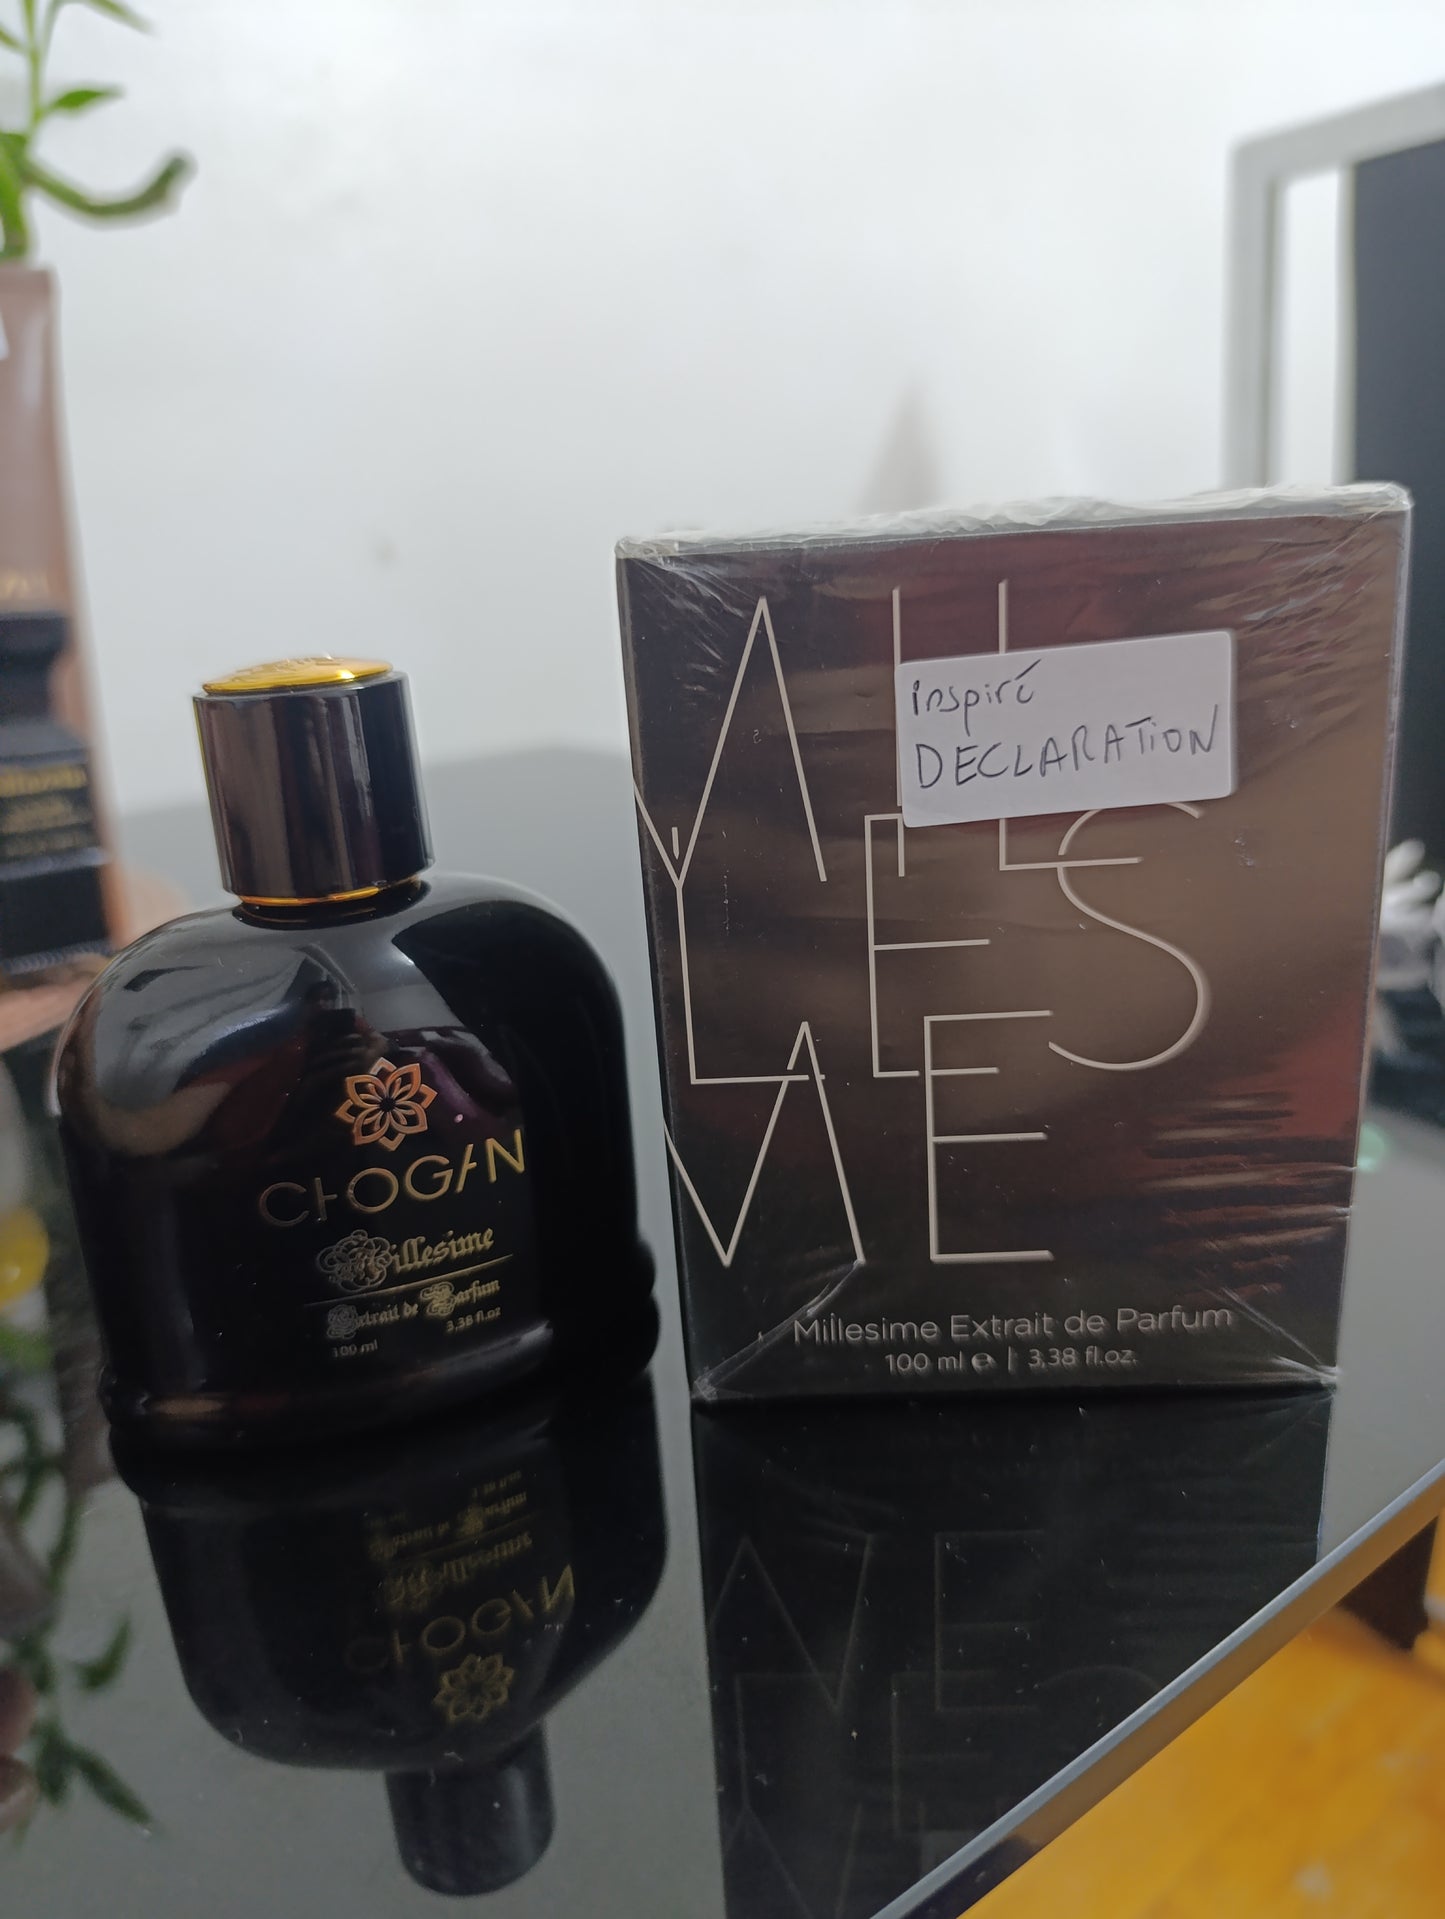 CHOGAN
Millesime
Extrait de Parfum
100 ml 3,38 fl.oz
inspiré
DECLARATION
Millesime Extrait de Parfum
100 ml e | 3,38 fl.oz.